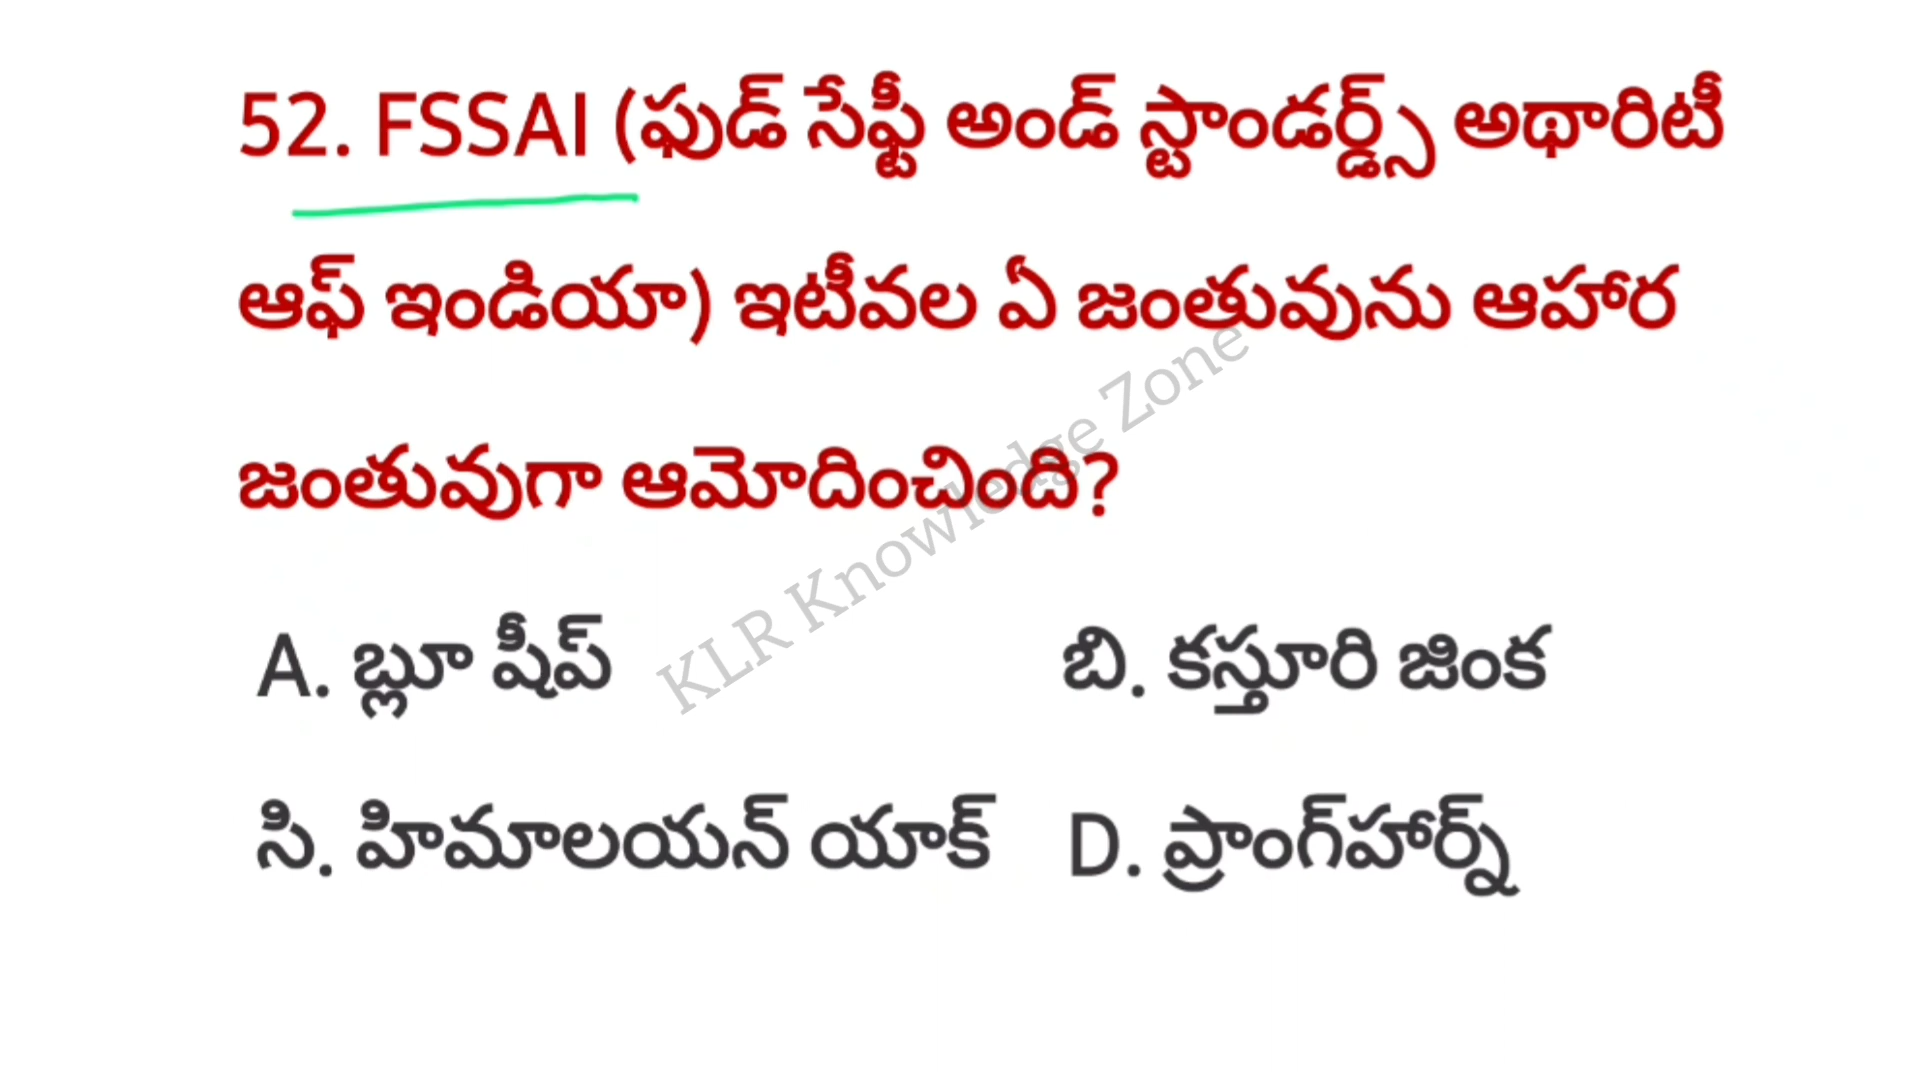 52. FSSAI (ఫుడ్ సేఫ్టీ అండ్ స్టాండర్డ్స్ అథారిటీ
ఆఫ్ ఇండియా) ఇటీవల ఏ జంతువును ఆహార
జంతువుగా ఆమోదించింది?
KLR Knowledge Zone
A. బ్లూ షీప్ బి. కస్తూరి జింక
సి. హిమాలయన్ యాక్ D. ప్రాంగ్‌హార్న్